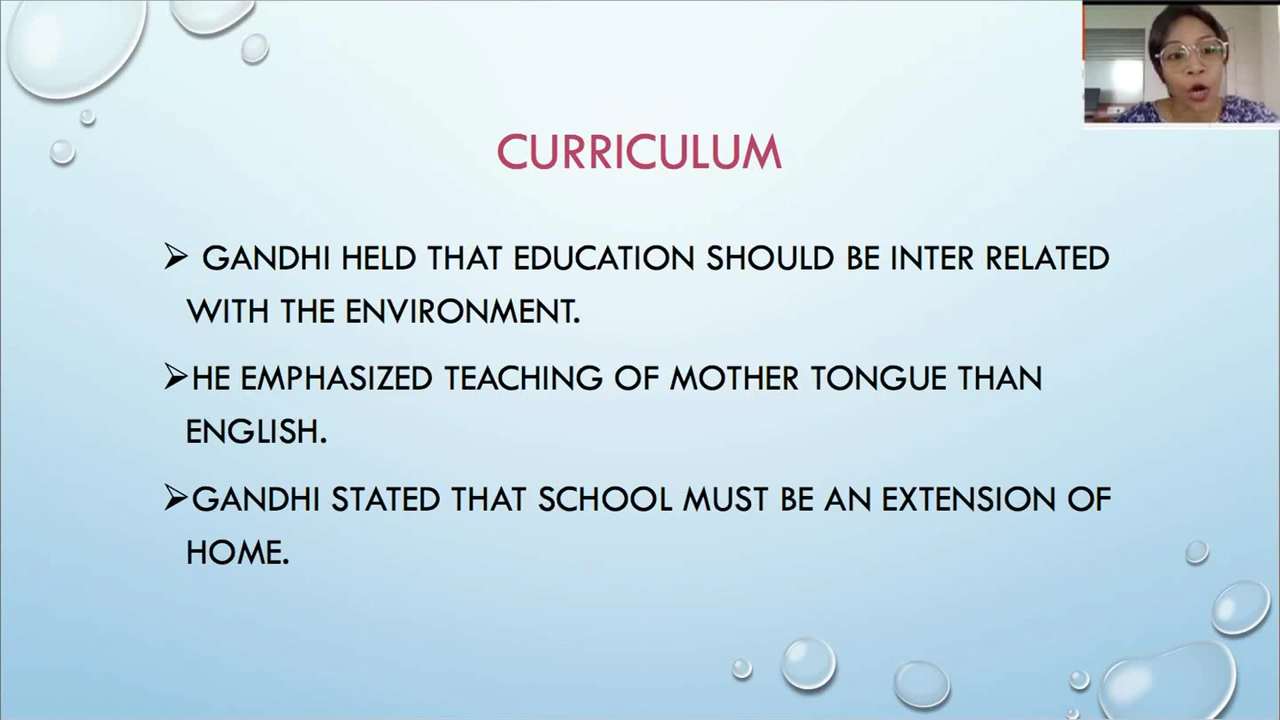 CURRICULUM
➢ GANDHI HELD THAT EDUCATION SHOULD BE INTER RELATED
WITH THE ENVIRONMENT.
➢HE EMPHASIZED TEACHING OF MOTHER TONGUE THAN
ENGLISH.
➢GANDHI STATED THAT SCHOOL MUST BE AN EXTENSION OF
HOME.